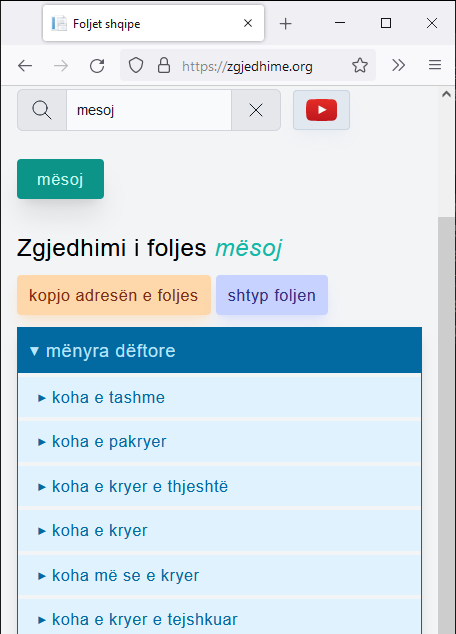 Foljet shqipe
https://zgjedhime.org
mesoj
mësoj
Zgjedhimi i foljes mësoj
kopjo adresën e foljes
shtyp foljen
▾ mënyra dëftore
▸ koha e tashme
▸ koha e pakryer
▸ koha e kryer e thjeshtë
▸ koha e kryer
▸ koha më se e kryer
▸ koha e kryer e tejshkuar